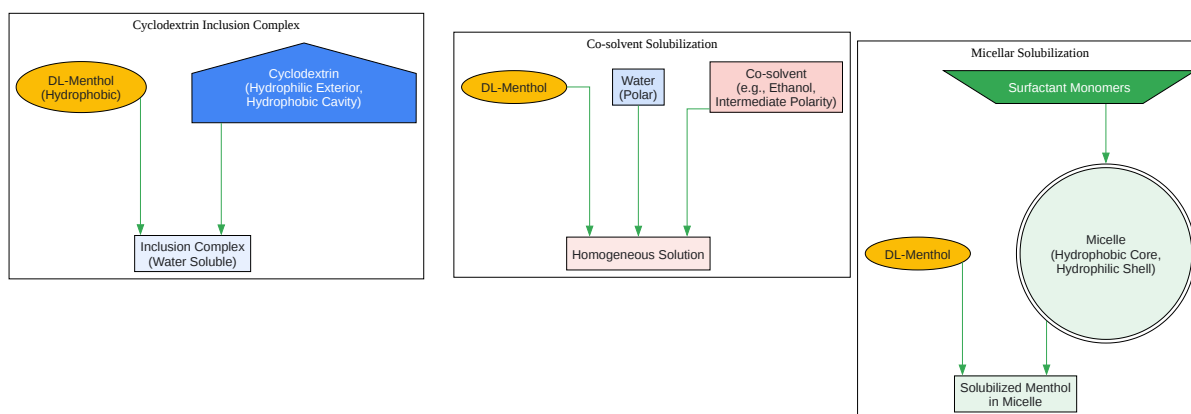 Cyclodextrin Inclusion Complex
DL-Menthol
(Hydrophobic)
Cyclodextrin
(Hydrophilic Exterior,
Hydrophobic Cavity)
Inclusion Complex
(Water Soluble)
Co-solvent Solubilization
DL-Menthol
Water
(Polar)
Co-solvent
(e.g., Ethanol,
Intermediate Polarity)
Homogeneous Solution
Micellar Solubilization
Surfactant Monomers
Micelle
(Hydrophobic Core,
Hydrophilic Shell)
DL-Menthol
Solubilized Menthol
in Micelle